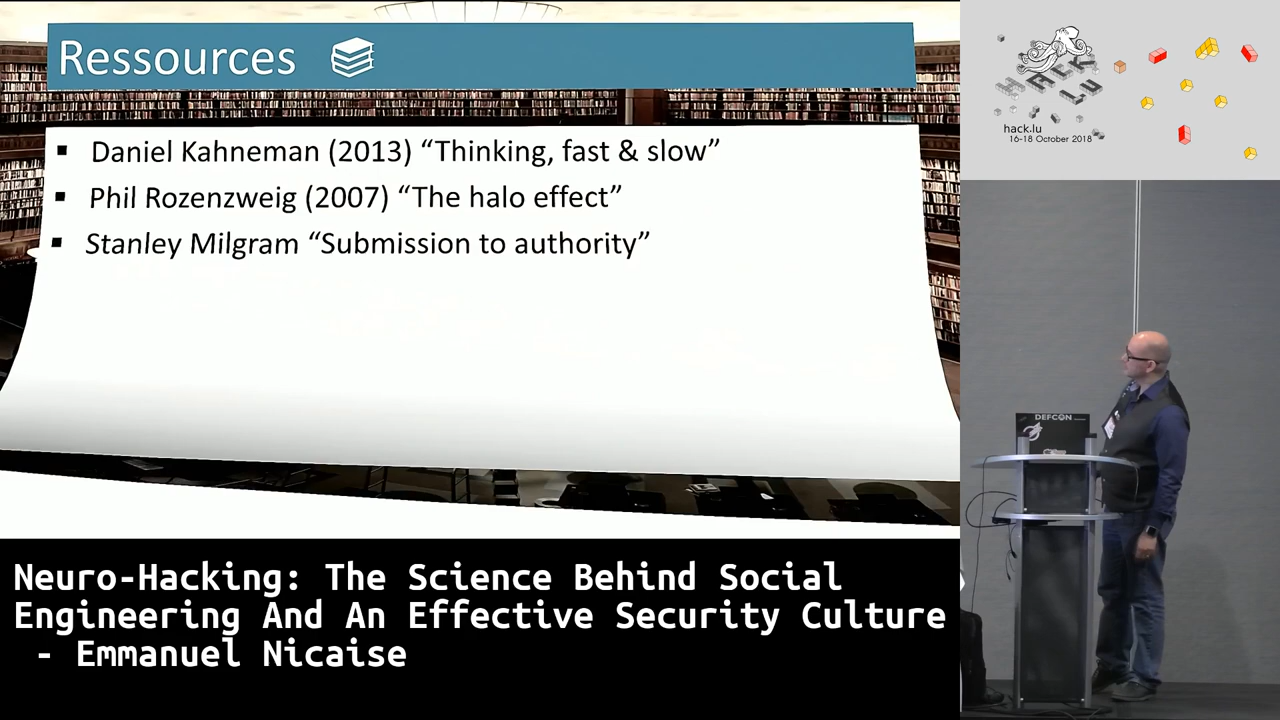 Ressources
▪ Daniel Kahneman (2013) “Thinking, fast & slow”
▪ Phil Rozenzweig (2007) “The halo effect”
▪ Stanley Milgram “Submission to authority”
HACK
LU
hack.lu
16-18 October 2018
DEFCON
Neuro-Hacking: The Science Behind Social
Engineering And An Effective Security Culture
- Emmanuel Nicaise